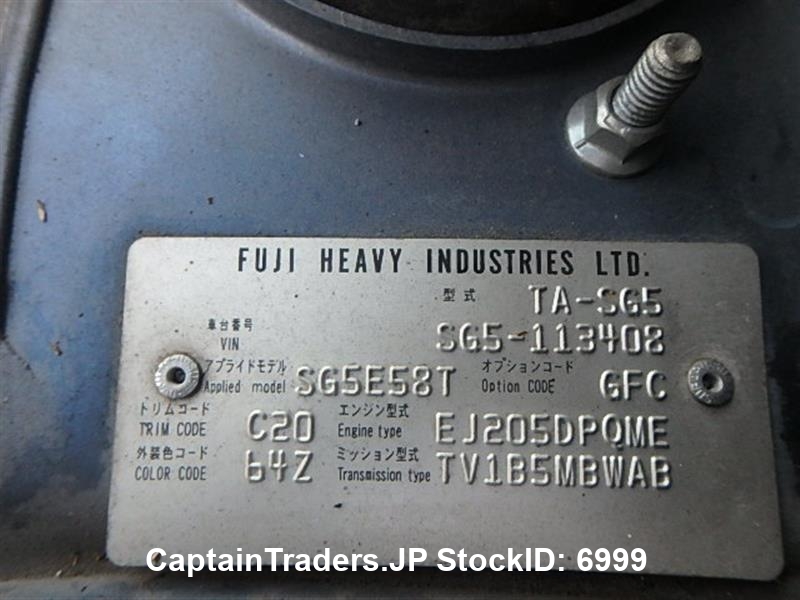 FUJI HEAVY INDUSTRIES LTD.
型式 TA-SG5
車台番号 VIN SG5-113408
アプライドモデル Applied model SG5E58T オプションコード Option CODE GFC
トリムコード TRIM CODE C20 エンジン型式 Engine type EJ205DPQME
外装色コード COLOR CODE 64Z ミッション型式 Transmission type TV1B5MBWAB
CaptainTraders.JP StockID: 6999